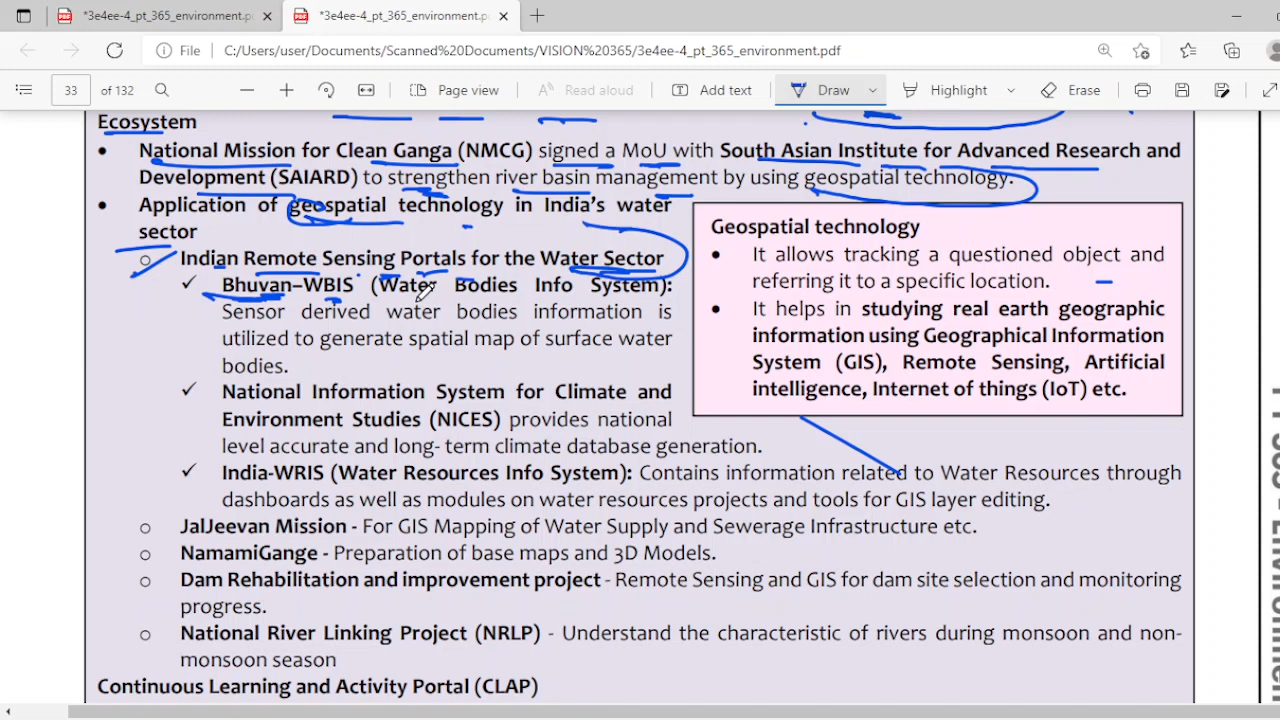 *3e4ee-4_pt_365_environment.pd
*3e4ee-4_pt_365_environment.pd
File
C:/Users/user/Documents/Scanned%20Documents/VISION%20365/3e4ee-4_pt_365_environment.pdf
33 of 132
Page view
Read aloud
Add text
Draw
Highlight
Erase
Ecosystem
• National Mission for Clean Ganga (NMCG) signed a MoU with South Asian Institute for Advanced Research and
Development (SAIARD) to strengthen river basin management by using geospatial technology.
• Application of geospatial technology in India's water
sector
o Indian Remote Sensing Portals for the Water Sector
✓ Bhuvan–WBIS (Water Bodies Info System):
Sensor derived water bodies information is
utilized to generate spatial map of surface water
bodies.
✓ National Information System for Climate and
Environment Studies (NICES) provides national
level accurate and long- term climate database generation.
✓ India-WRIS (Water Resources Info System): Contains information related to Water Resources through
dashboards as well as modules on water resources projects and tools for GIS layer editing.
o JalJeevan Mission - For GIS Mapping of Water Supply and Sewerage Infrastructure etc.
o NamamiGange - Preparation of base maps and 3D Models.
o Dam Rehabilitation and improvement project - Remote Sensing and GIS for dam site selection and monitoring
progress.
o National River Linking Project (NRLP) - Understand the characteristic of rivers during monsoon and non-
monsoon season
Continuous Learning and Activity Portal (CLAP)
Geospatial technology
• It allows tracking a questioned object and
referring it to a specific location.
• It helps in studying real earth geographic
information using Geographical Information
System (GIS), Remote Sensing, Artificial
intelligence, Internet of things (IoT) etc.